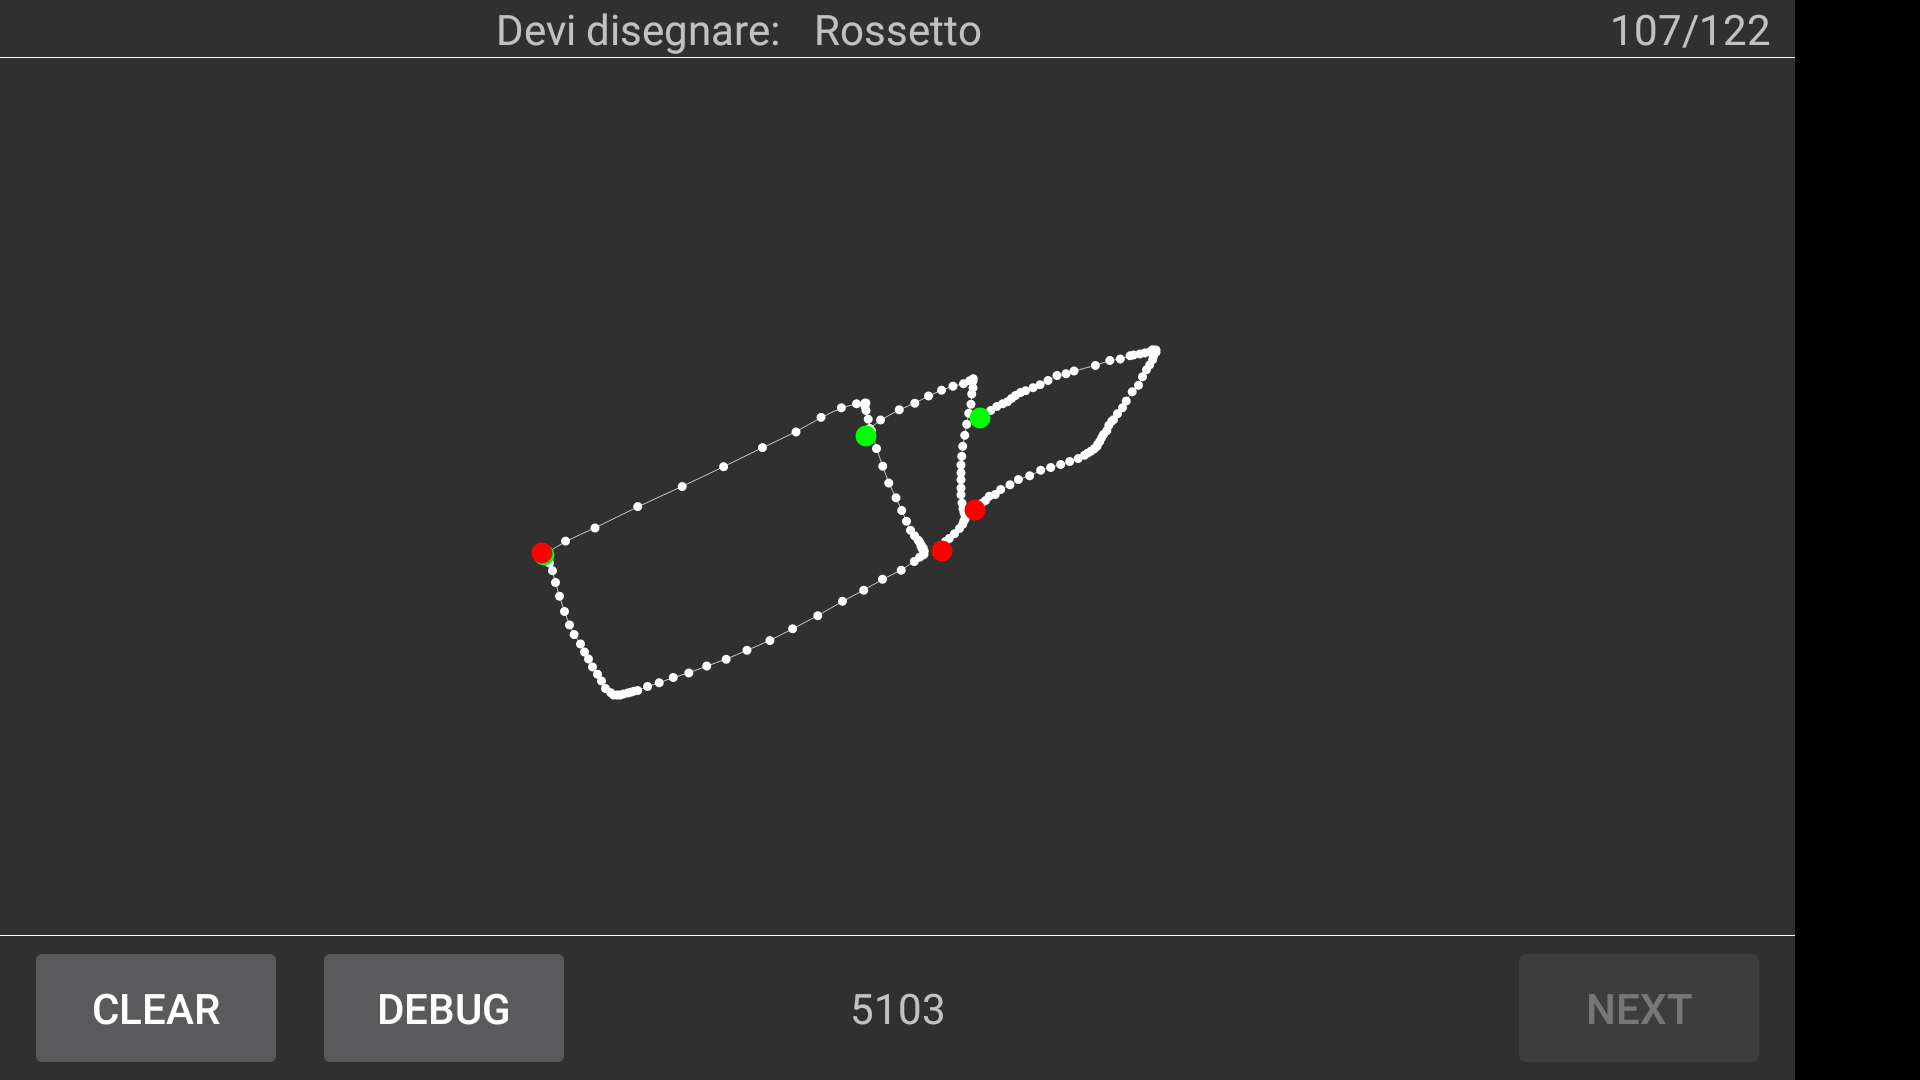 Devi disegnare: Rossetto
107/122
CLEAR
DEBUG
5103
NEXT